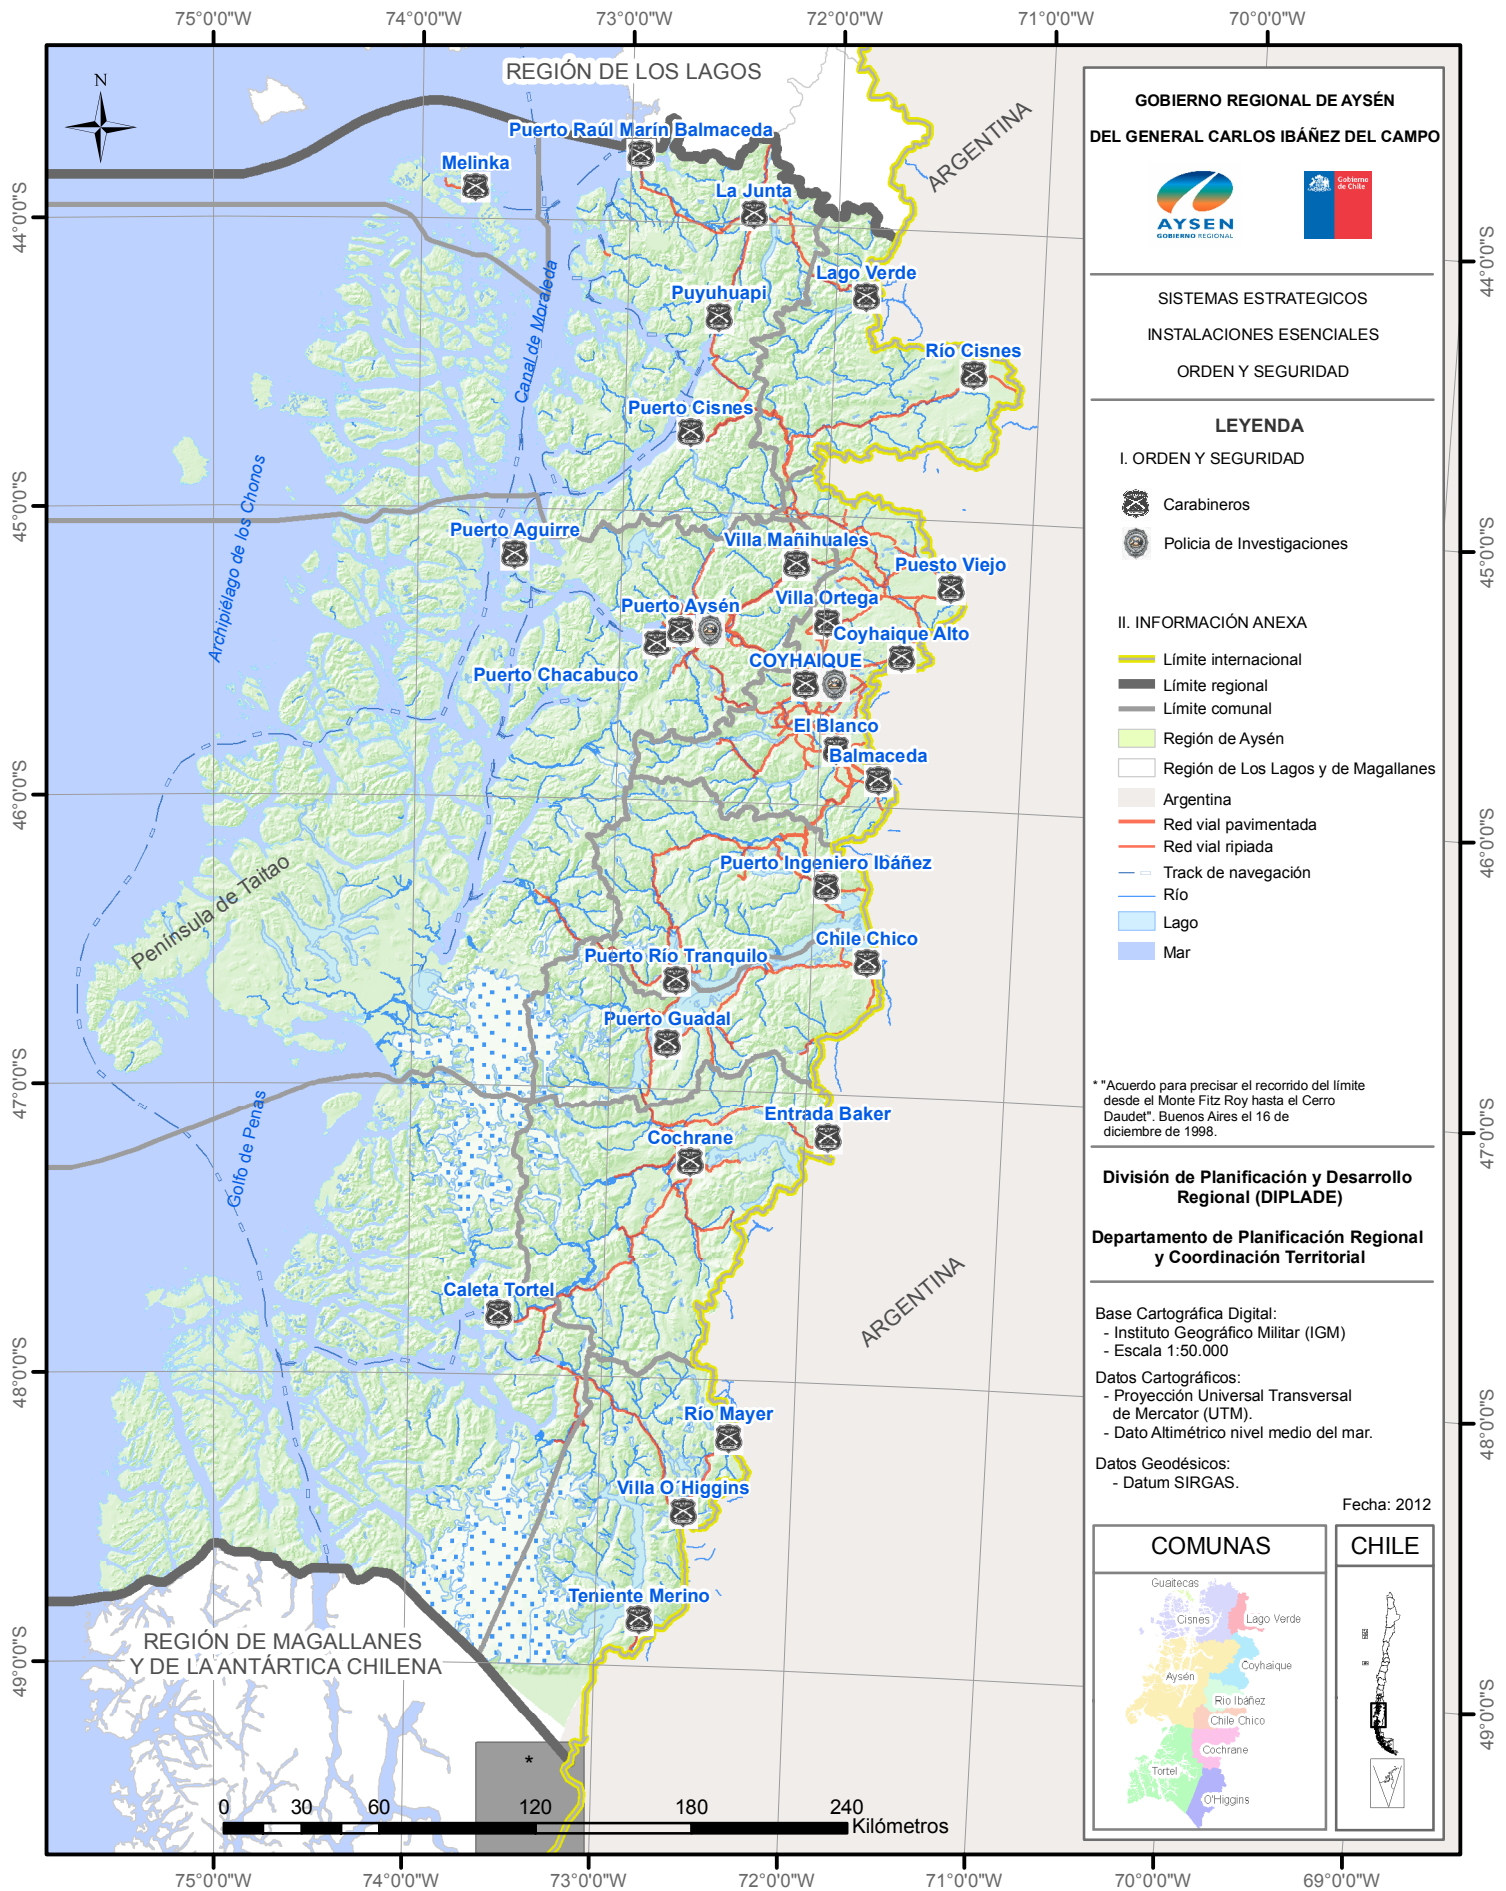 75°0'0"W
74°0'0"W
73°0'0"W
72°0'0"W
71°0'0"W
70°0'0"W
N
REGIÓN DE LOS LAGOS
ARGENTINA
Puerto Raúl Marín Balmaceda
Melinka
La Junta
Lago Verde
Puyuhuapi
Canal de Moraleda
Río Cisnes
Puerto Cisnes
Archipiélago de los Chonos
Puerto Aguirre
Villa Mañihuales
Puesto Viejo
Villa Ortega
Puerto Aysén
Coyhaique Alto
COYHAIQUE
Puerto Chacabuco
El Blanco
Balmaceda
Península de Taitao
Puerto Ingeniero Ibáñez
Chile Chico
Puerto Río Tranquilo
Puerto Guadal
Golfo de Penas
Entrada Baker
Cochrane
ARGENTINA
Caleta Tortel
Río Mayer
Villa O´Higgins
Teniente Merino
REGIÓN DE MAGALLANES
Y DE LA ANTÁRTICA CHILENA
*
0 30 60 120 180 240
Kilómetros
44°0'0"S
45°0'0"S
46°0'0"S
47°0'0"S
48°0'0"S
49°0'0"S
44°0'0"S
45°0'0"S
46°0'0"S
47°0'0"S
48°0'0"S
49°0'0"S
75°0'0"W
74°0'0"W
73°0'0"W
72°0'0"W
71°0'0"W
70°0'0"W
69°0'0"W
GOBIERNO REGIONAL DE AYSÉN
DEL GENERAL CARLOS IBÁÑEZ DEL CAMPO
AYSEN
GOBIERNO REGIONAL
Gobierno
de Chile
SISTEMAS ESTRATEGICOS
INSTALACIONES ESENCIALES
ORDEN Y SEGURIDAD
LEYENDA
I. ORDEN Y SEGURIDAD
Carabineros
Policia de Investigaciones
II. INFORMACIÓN ANEXA
Límite internacional
Límite regional
Límite comunal
Región de Aysén
Región de Los Lagos y de Magallanes
Argentina
Red vial pavimentada
Red vial ripiada
Track de navegación
Río
Lago
Mar
* "Acuerdo para precisar el recorrido del límite
desde el Monte Fitz Roy hasta el Cerro
Daudet". Buenos Aires el 16 de
diciembre de 1998.
División de Planificación y Desarrollo
Regional (DIPLADE)
Departamento de Planificación Regional
y Coordinación Territorial
Base Cartográfica Digital:
- Instituto Geográfico Militar (IGM)
- Escala 1:50.000
Datos Cartográficos:
- Proyección Universal Transversal
de Mercator (UTM).
- Dato Altimétrico nivel medio del mar.
Datos Geodésicos:
- Datum SIRGAS.
Fecha: 2012
COMUNAS
Guaitecas
Cisnes
Lago Verde
Aysén
Coyhaique
Rio Ibáñez
Chile Chico
Cochrane
Tortel
O'Higgins
CHILE